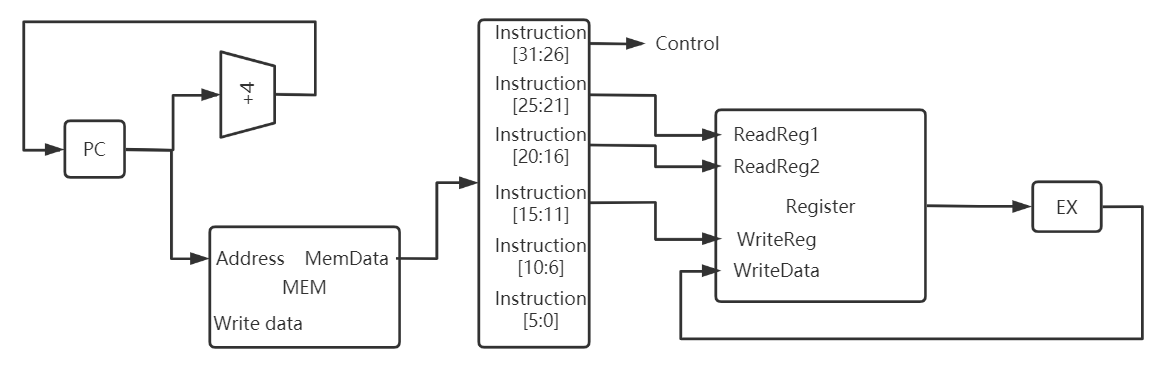 +4
PC
Address MemData
MEM
Write data
Instruction
[31:26]
Instruction
[25:21]
Instruction
[20:16]
Instruction
[15:11]
Instruction
[10:6]
Instruction
[5:0]
Control
ReadReg1
ReadReg2
Register
WriteReg
WriteData
EX